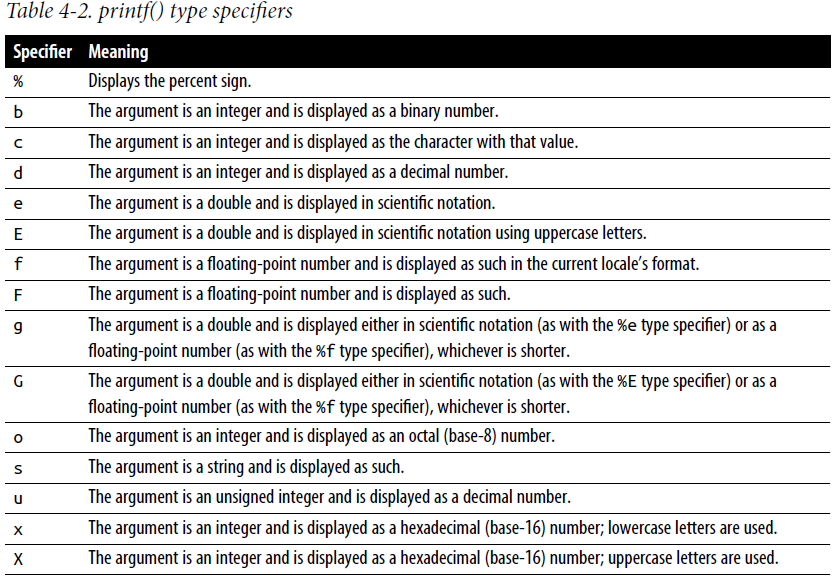 Table 4-2. printf() type specifiers
Specifier Meaning
% Displays the percent sign.
b The argument is an integer and is displayed as a binary number.
c The argument is an integer and is displayed as the character with that value.
d The argument is an integer and is displayed as a decimal number.
e The argument is a double and is displayed in scientific notation.
E The argument is a double and is displayed in scientific notation using uppercase letters.
f The argument is a floating-point number and is displayed as such in the current locale’s format.
F The argument is a floating-point number and is displayed as such.
g The argument is a double and is displayed either in scientific notation (as with the %e type specifier) or as a
floating-point number (as with the %f type specifier), whichever is shorter.
G The argument is a double and is displayed either in scientific notation (as with the %E type specifier) or as a
floating-point number (as with the %f type specifier), whichever is shorter.
o The argument is an integer and is displayed as an octal (base-8) number.
s The argument is a string and is displayed as such.
u The argument is an unsigned integer and is displayed as a decimal number.
x The argument is an integer and is displayed as a hexadecimal (base-16) number; lowercase letters are used.
X The argument is an integer and is displayed as a hexadecimal (base-16) number; uppercase letters are used.